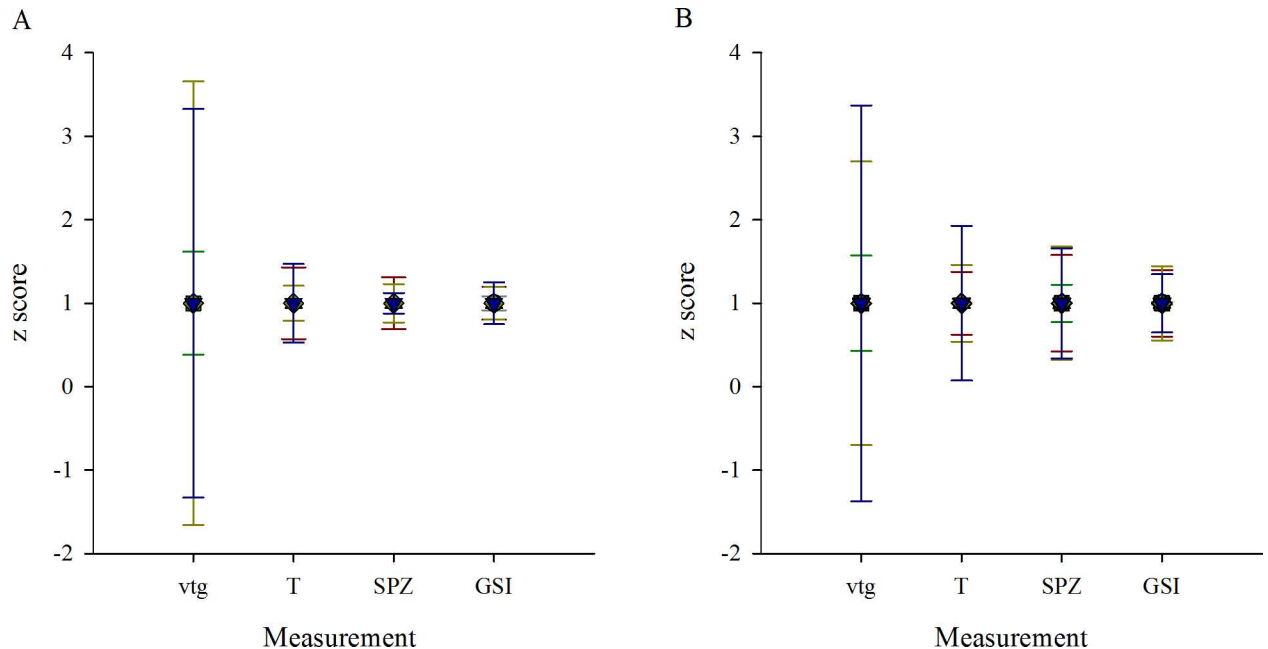 A
4
3
2
1
0
-1
-2
z score
vtg T SPZ GSI
Measurement
B
4
3
2
1
0
-1
-2
z score
vtg T SPZ GSI
Measurement